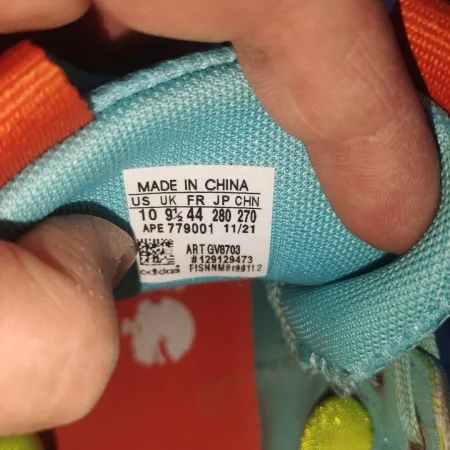 MADE IN CHINA
US UK FR JP CHN
10 9½ 44 280 270
APE 779001 11/21
ART GV8703
#129129473
adidas